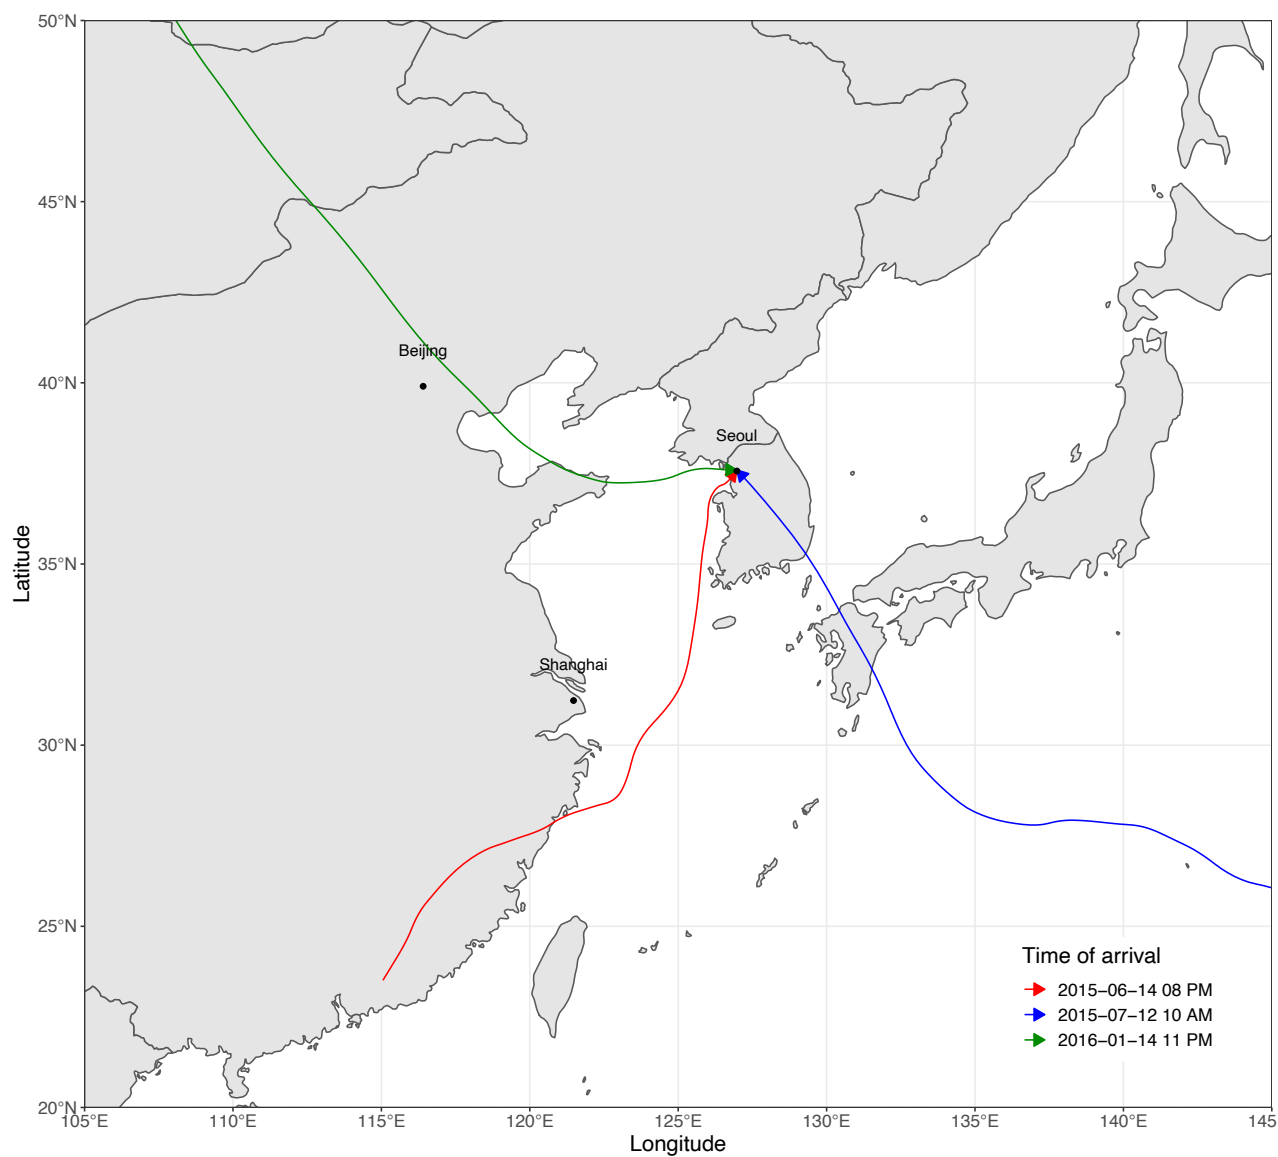 50°N
45°N
40°N
35°N
30°N
25°N
20°N
Latitude
Beijing
Seoul
Shanghai
Time of arrival
2015−06−14 08 PM
2015−07−12 10 AM
2016−01−14 11 PM
105°E 110°E 115°E 120°E 125°E 130°E 135°E 140°E 145
Longitude